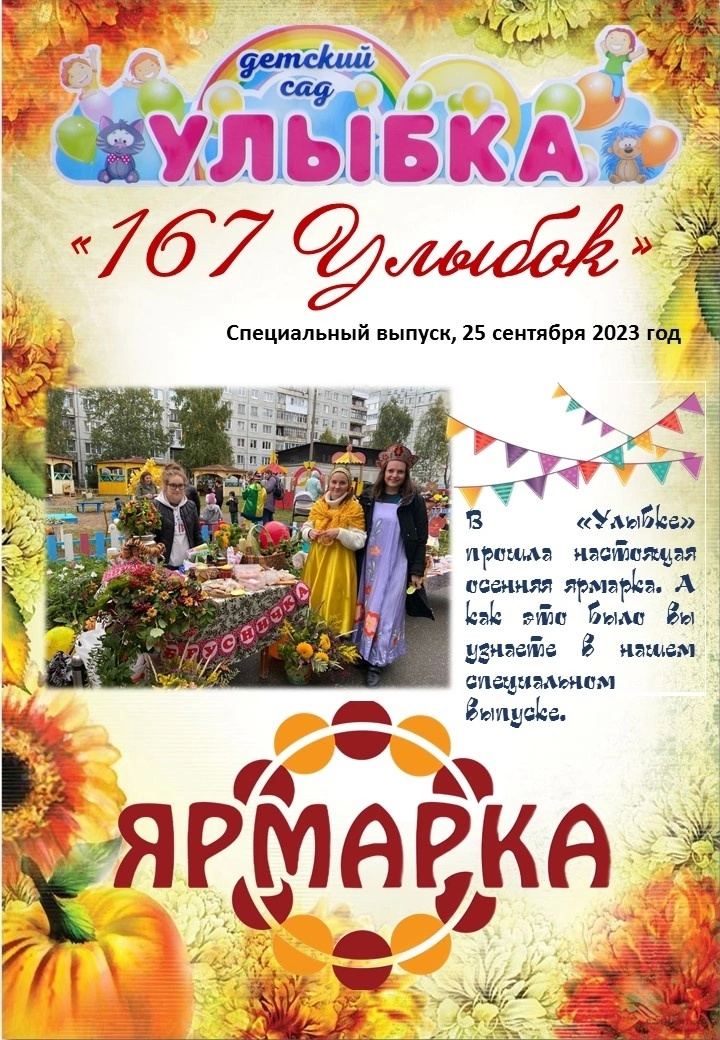 детский
сад
УЛЫБКА
«167 Улыбок»
Специальный выпуск, 25 сентября 2023 год
БРУСНИЧКА
В «Улыбке»
прошла настоящая
осенняя ярмарка. А
как это было вы
узнаете в нашем
специальном
выпуске.
ЯРМАРКА